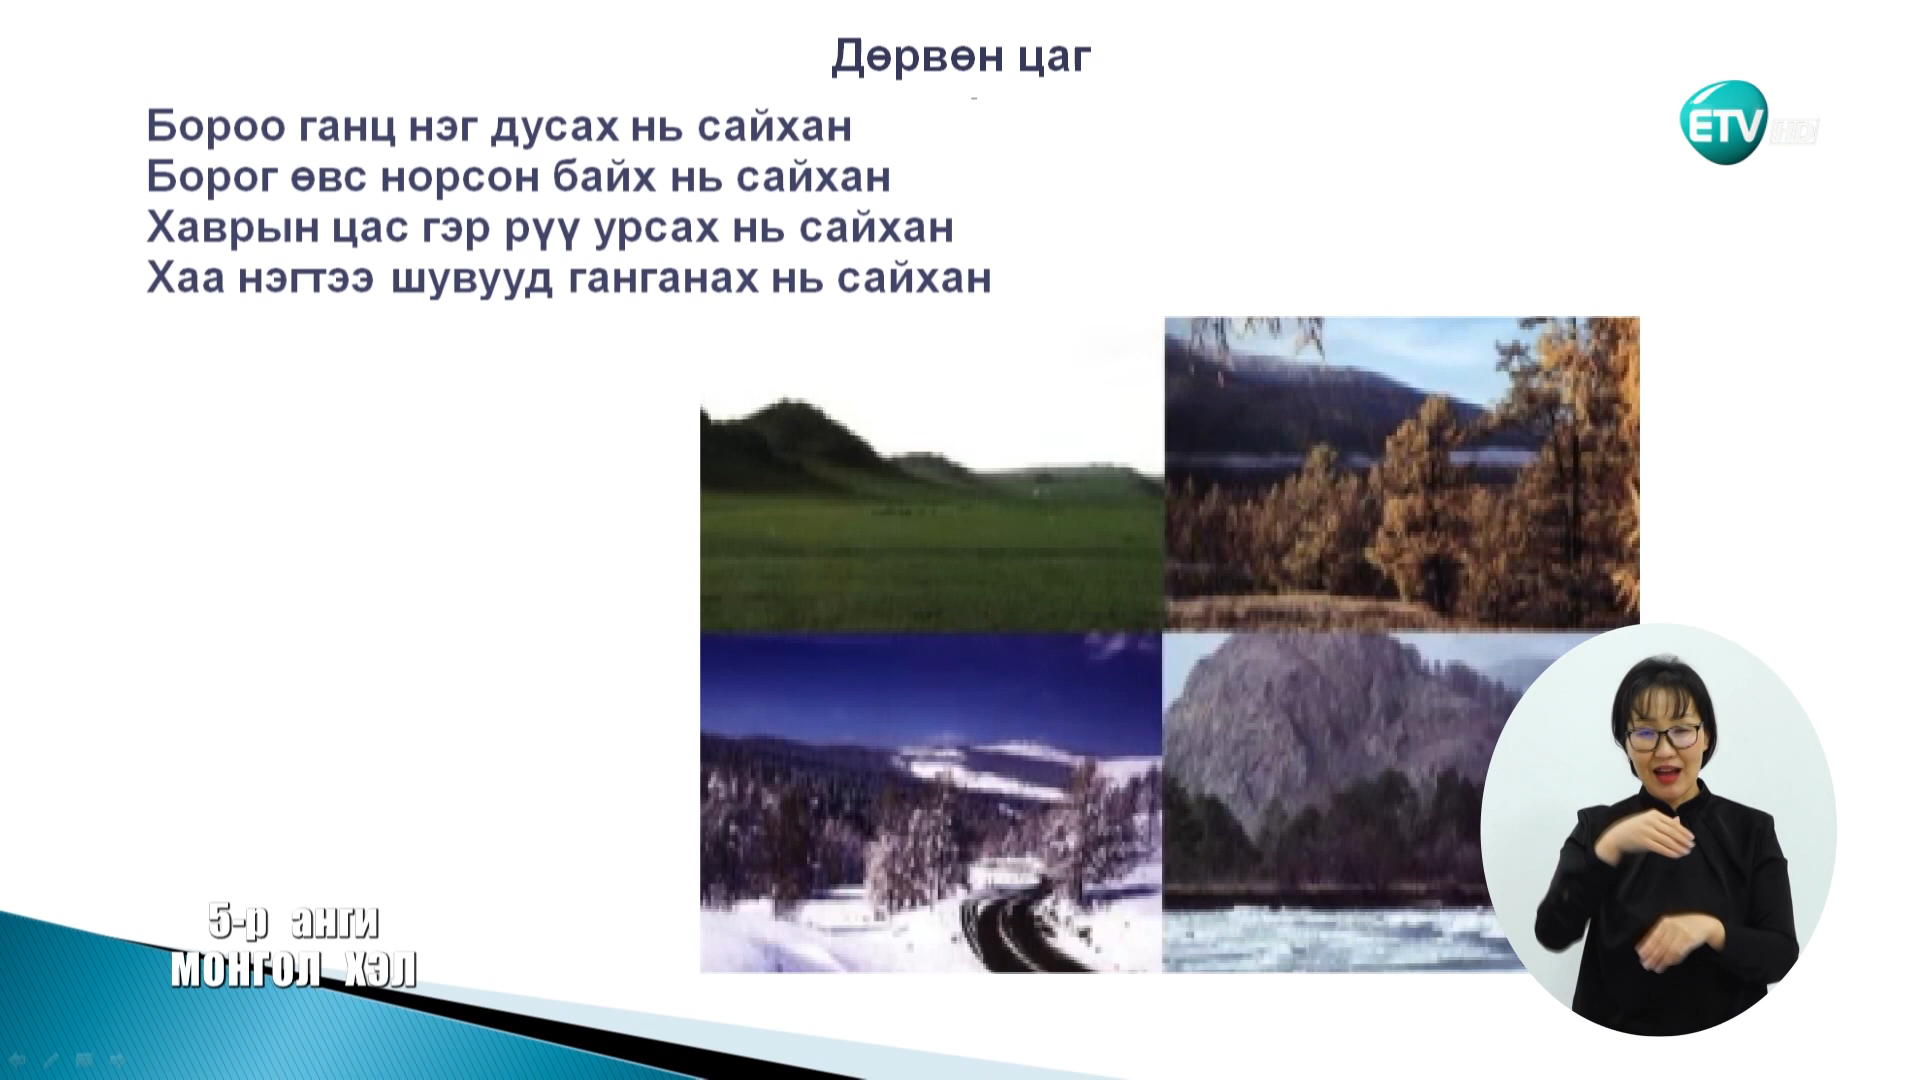 Дөрвөн цаг
Бороо ганц нэг дусах нь сайхан
Борог өвс норсон байх нь сайхан
Хаврын цас гэр рүү урсах нь сайхан
Хаа нэгтээ шувууд ганганах нь сайхан
ETV HD
5-р анги
МОНГОЛ ХЭЛ